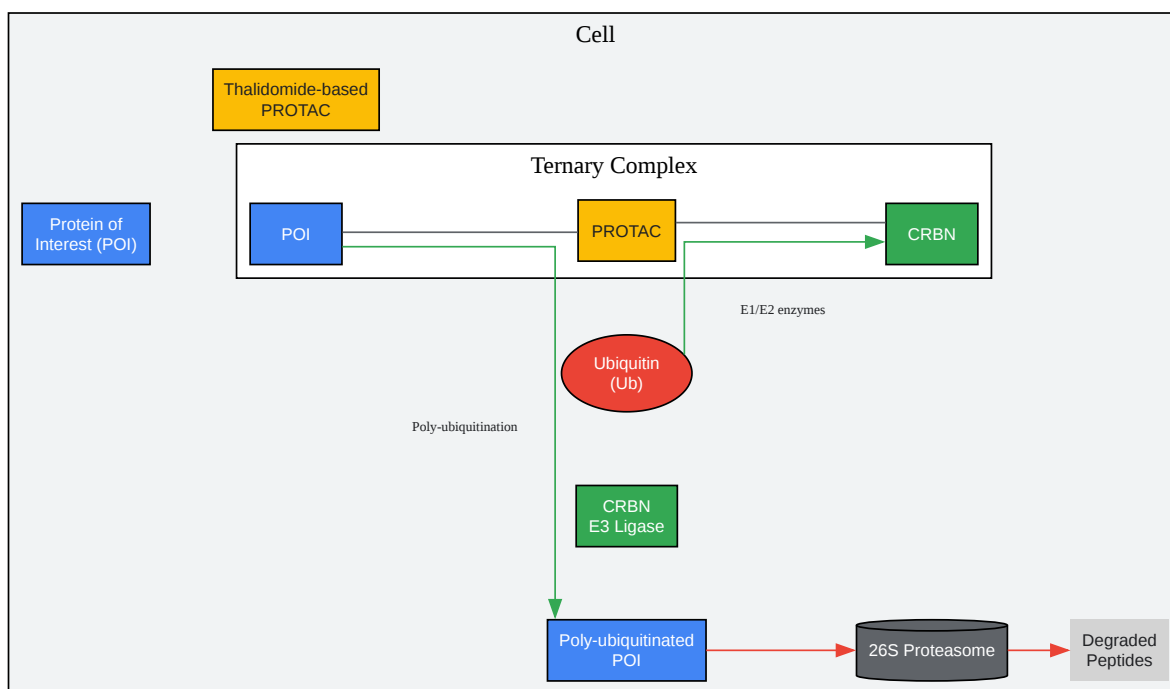 Cell
Thalidomide-based
PROTAC
Ternary Complex
Protein of
Interest (POI)
POI
PROTAC
CRBN
E1/E2 enzymes
Ubiquitin
(Ub)
Poly-ubiquitination
CRBN
E3 Ligase
Poly-ubiquitinated
POI
26S Proteasome
Degraded
Peptides